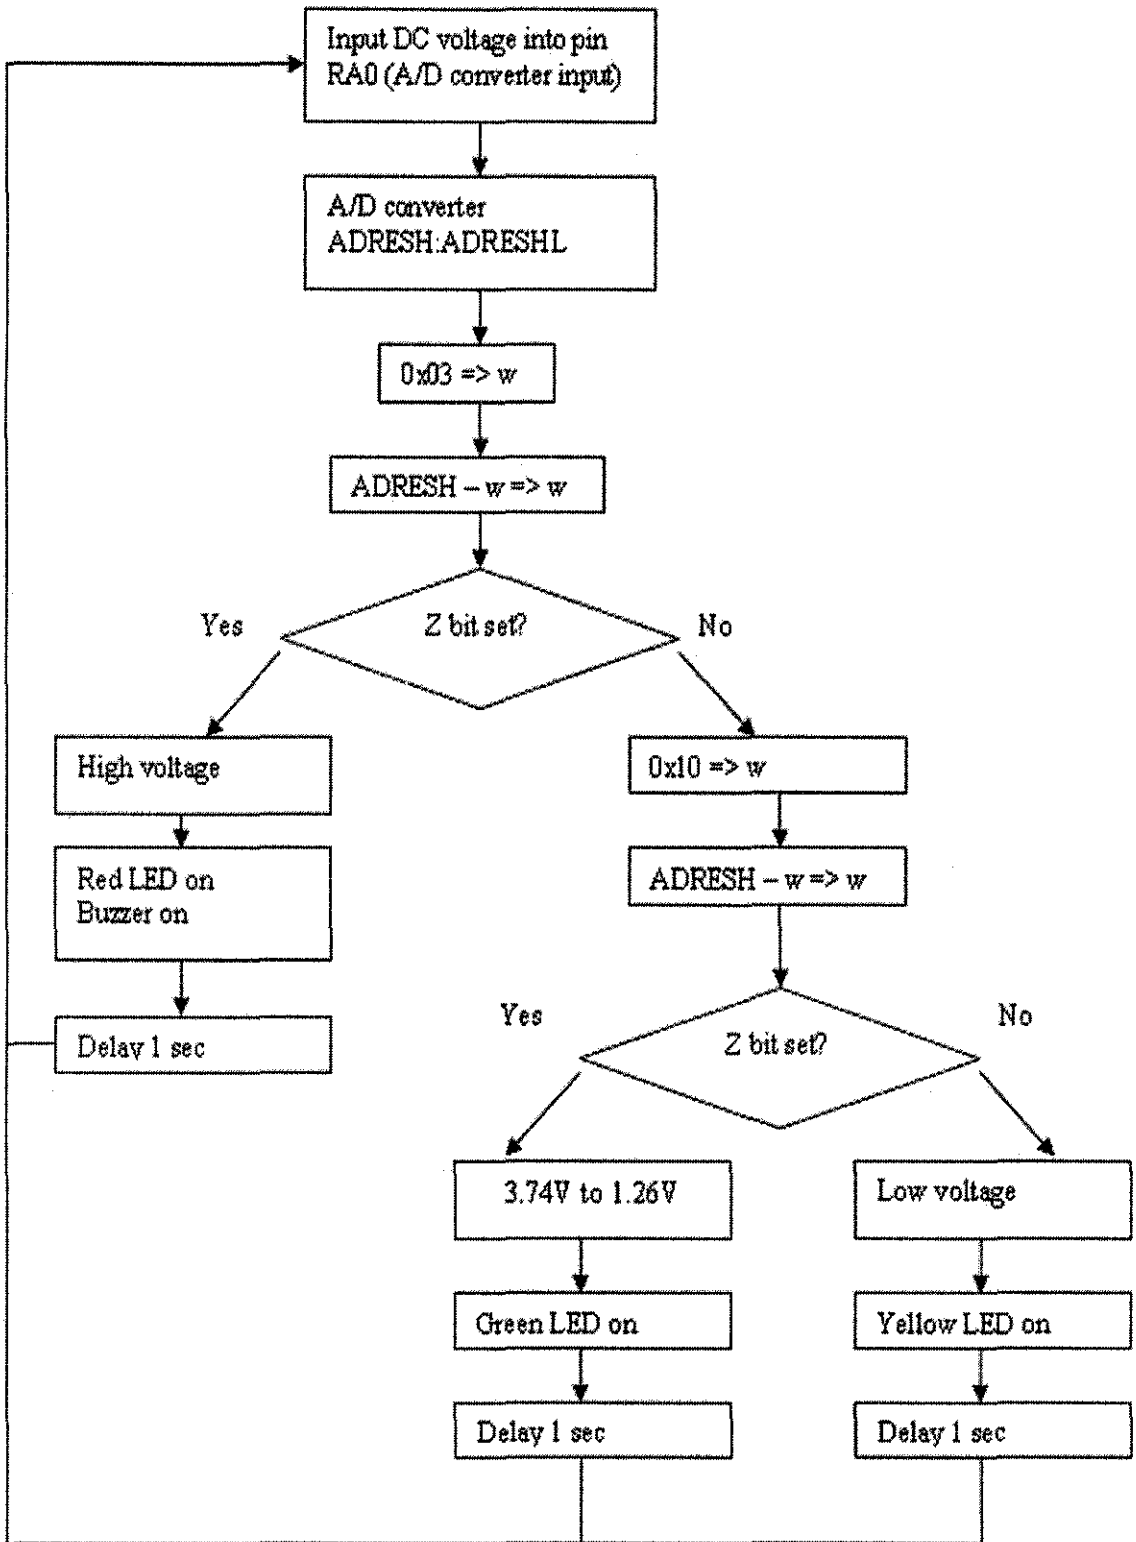 Input DC voltage into pin
RA0 (A/D converter input)
A/D converter
ADRESH:ADRESHL
0x03 => w
ADRESH – w => w
Yes
Z bit set?
No
High voltage
0x10 => w
Red LED on
Buzzer on
ADRESH – w => w
Delay 1 sec
Yes
Z bit set?
No
3.74V to 1.26V
Low voltage
Green LED on
Yellow LED on
Delay 1 sec
Delay 1 sec